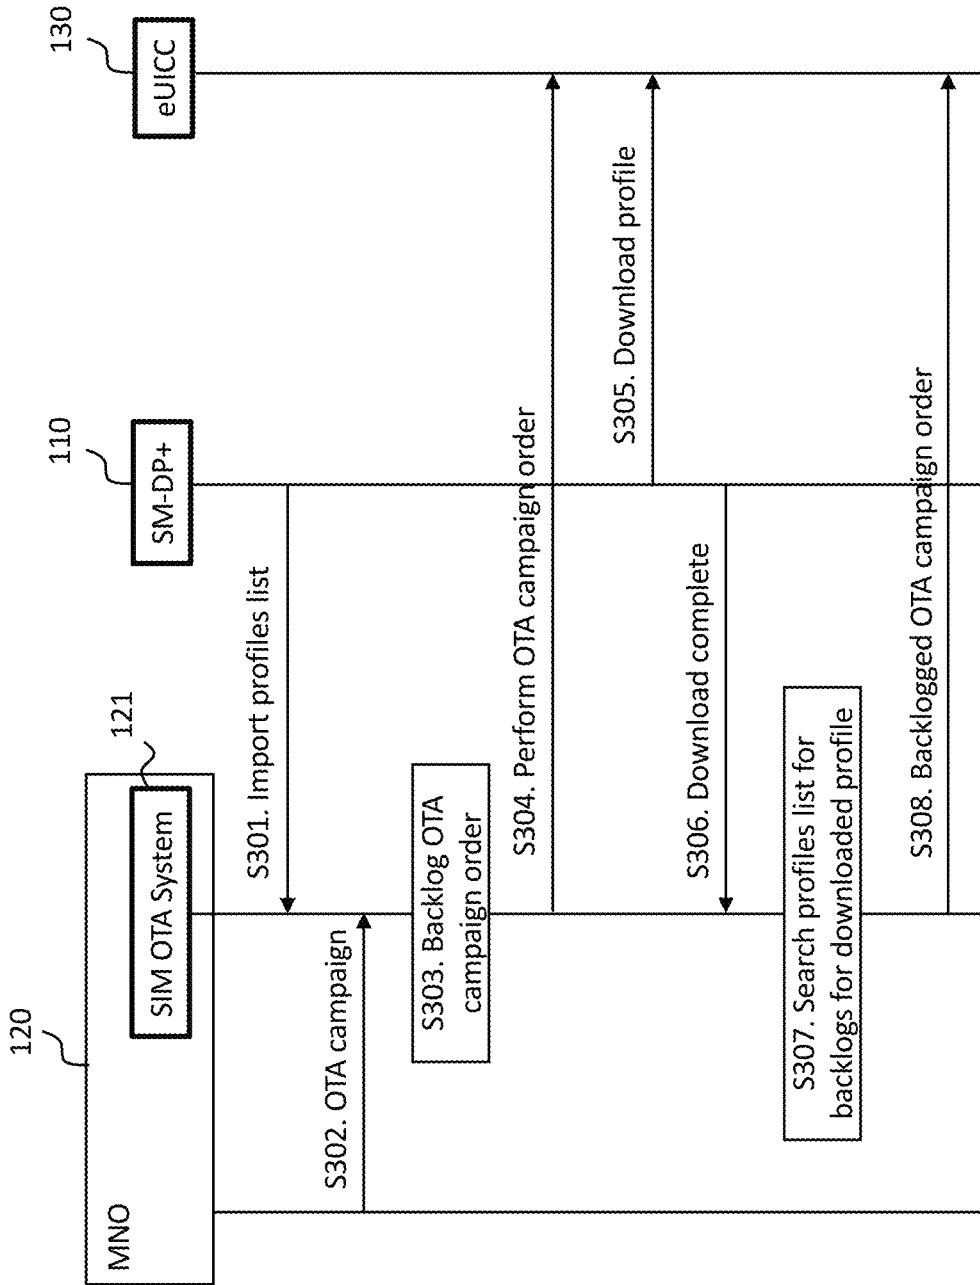 120
MNO
121
SIM OTA System
110
SM-DP+
130
eUICC
S301. Import profiles list
S302. OTA campaign
S303. Backlog OTA
campaign order
S304. Perform OTA campaign order
S305. Download profile
S306. Download complete
S307. Search profiles list for
backlogs for downloaded profile
S308. Backlogged OTA campaign order